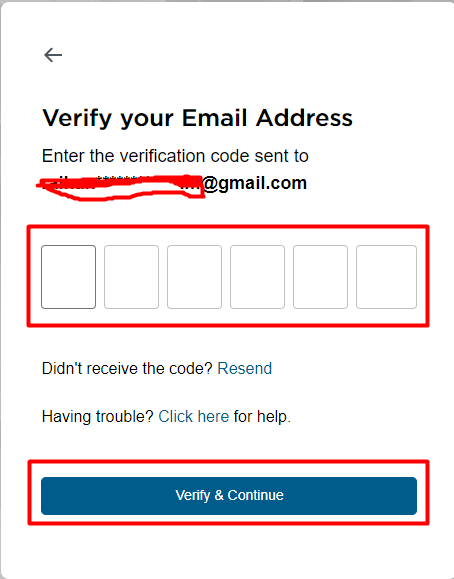 Verify your Email Address
Enter the verification code sent to
@gmail.com
Didn't receive the code? Resend
Having trouble? Click here for help.
Verify & Continue